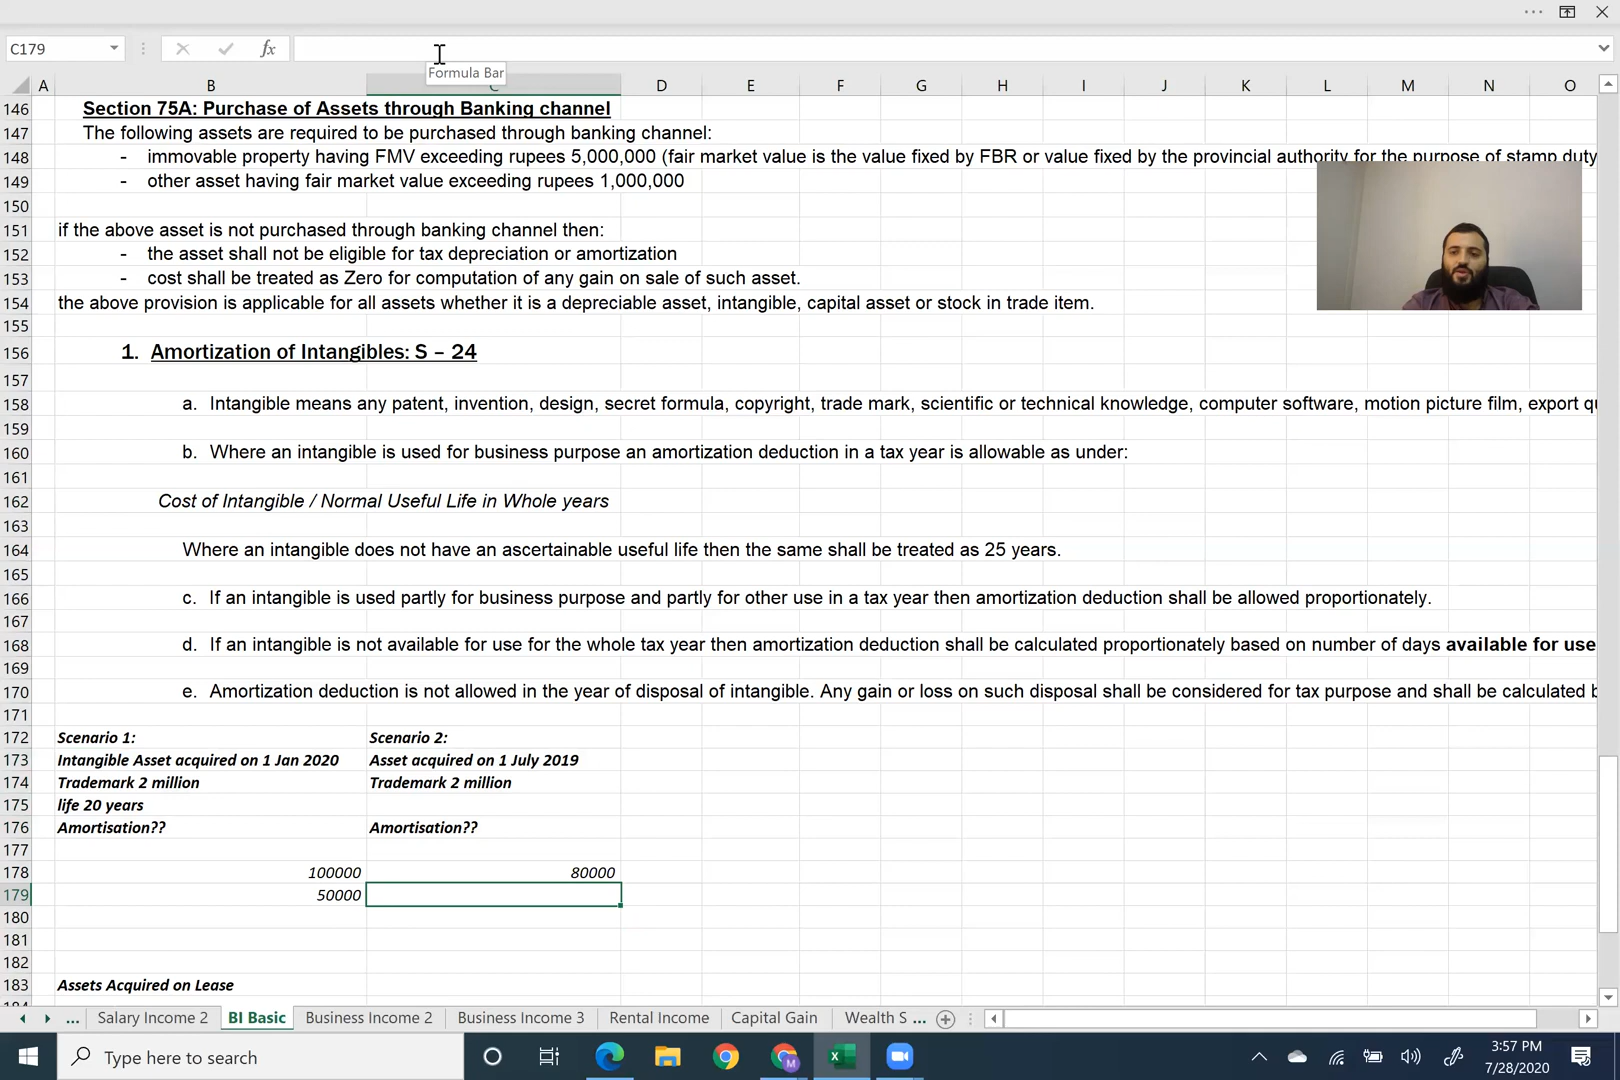 C179
fx
Formula Bar
A B C D E F G H I J K L M N O
146 Section 75A: Purchase of Assets through Banking channel
147 The following assets are required to be purchased through banking channel:
148 - immovable property having FMV exceeding rupees 5,000,000 (fair market value is the value fixed by FBR or value fixed by the provincial authority for the purpose of stamp duty
149 - other asset having fair market value exceeding rupees 1,000,000
150
151 if the above asset is not purchased through banking channel then:
152 - the asset shall not be eligible for tax depreciation or amortization
153 - cost shall be treated as Zero for computation of any gain on sale of such asset.
154 the above provision is applicable for all assets whether it is a depreciable asset, intangible, capital asset or stock in trade item.
155
156 1. Amortization of Intangibles: S – 24
157
158 a. Intangible means any patent, invention, design, secret formula, copyright, trade mark, scientific or technical knowledge, computer software, motion picture film, export qu
159
160 b. Where an intangible is used for business purpose an amortization deduction in a tax year is allowable as under:
161
162 Cost of Intangible / Normal Useful Life in Whole years
163
164 Where an intangible does not have an ascertainable useful life then the same shall be treated as 25 years.
165
166 c. If an intangible is used partly for business purpose and partly for other use in a tax year then amortization deduction shall be allowed proportionately.
167
168 d. If an intangible is not available for use for the whole tax year then amortization deduction shall be calculated proportionately based on number of days available for use
169
170 e. Amortization deduction is not allowed in the year of disposal of intangible. Any gain or loss on such disposal shall be considered for tax purpose and shall be calculated b
171
172 Scenario 1: Scenario 2:
173 Intangible Asset acquired on 1 Jan 2020 Asset acquired on 1 July 2019
174 Trademark 2 million Trademark 2 million
175 life 20 years
176 Amortisation?? Amortisation??
177
178 100000 80000
179 50000
180
181
182
183 Assets Acquired on Lease
... Salary Income 2 BI Basic Business Income 2 Business Income 3 Rental Income Capital Gain Wealth S ...
Type here to search
3:57 PM
7/28/2020